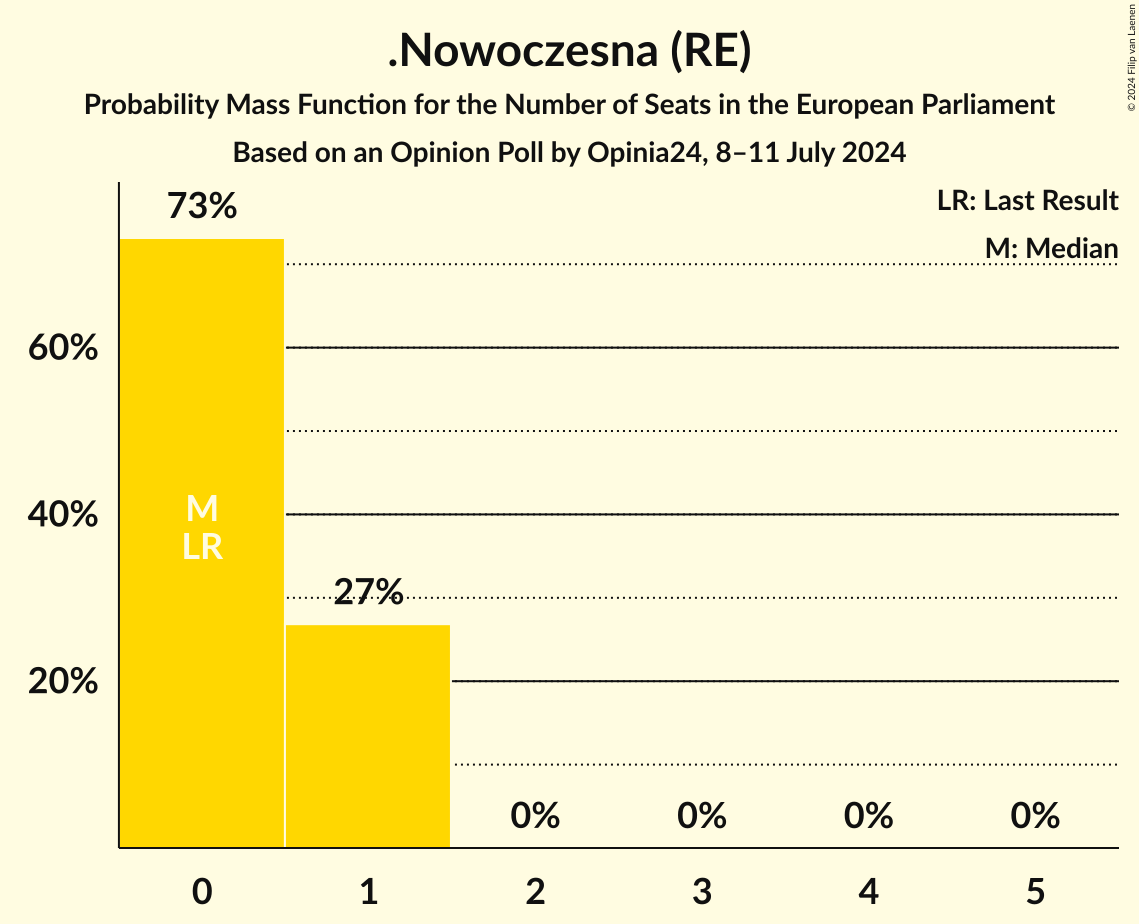 .Nowoczesna (RE)
Probability Mass Function for the Number of Seats in the European Parliament
Based on an Opinion Poll by Opinia24, 8–11 July 2024
© 2024 Filip van Laenen
LR: Last Result
M: Median
73%
60%
40%
20%
M
LR
27%
0%
0%
0%
0%
0
1
2
3
4
5